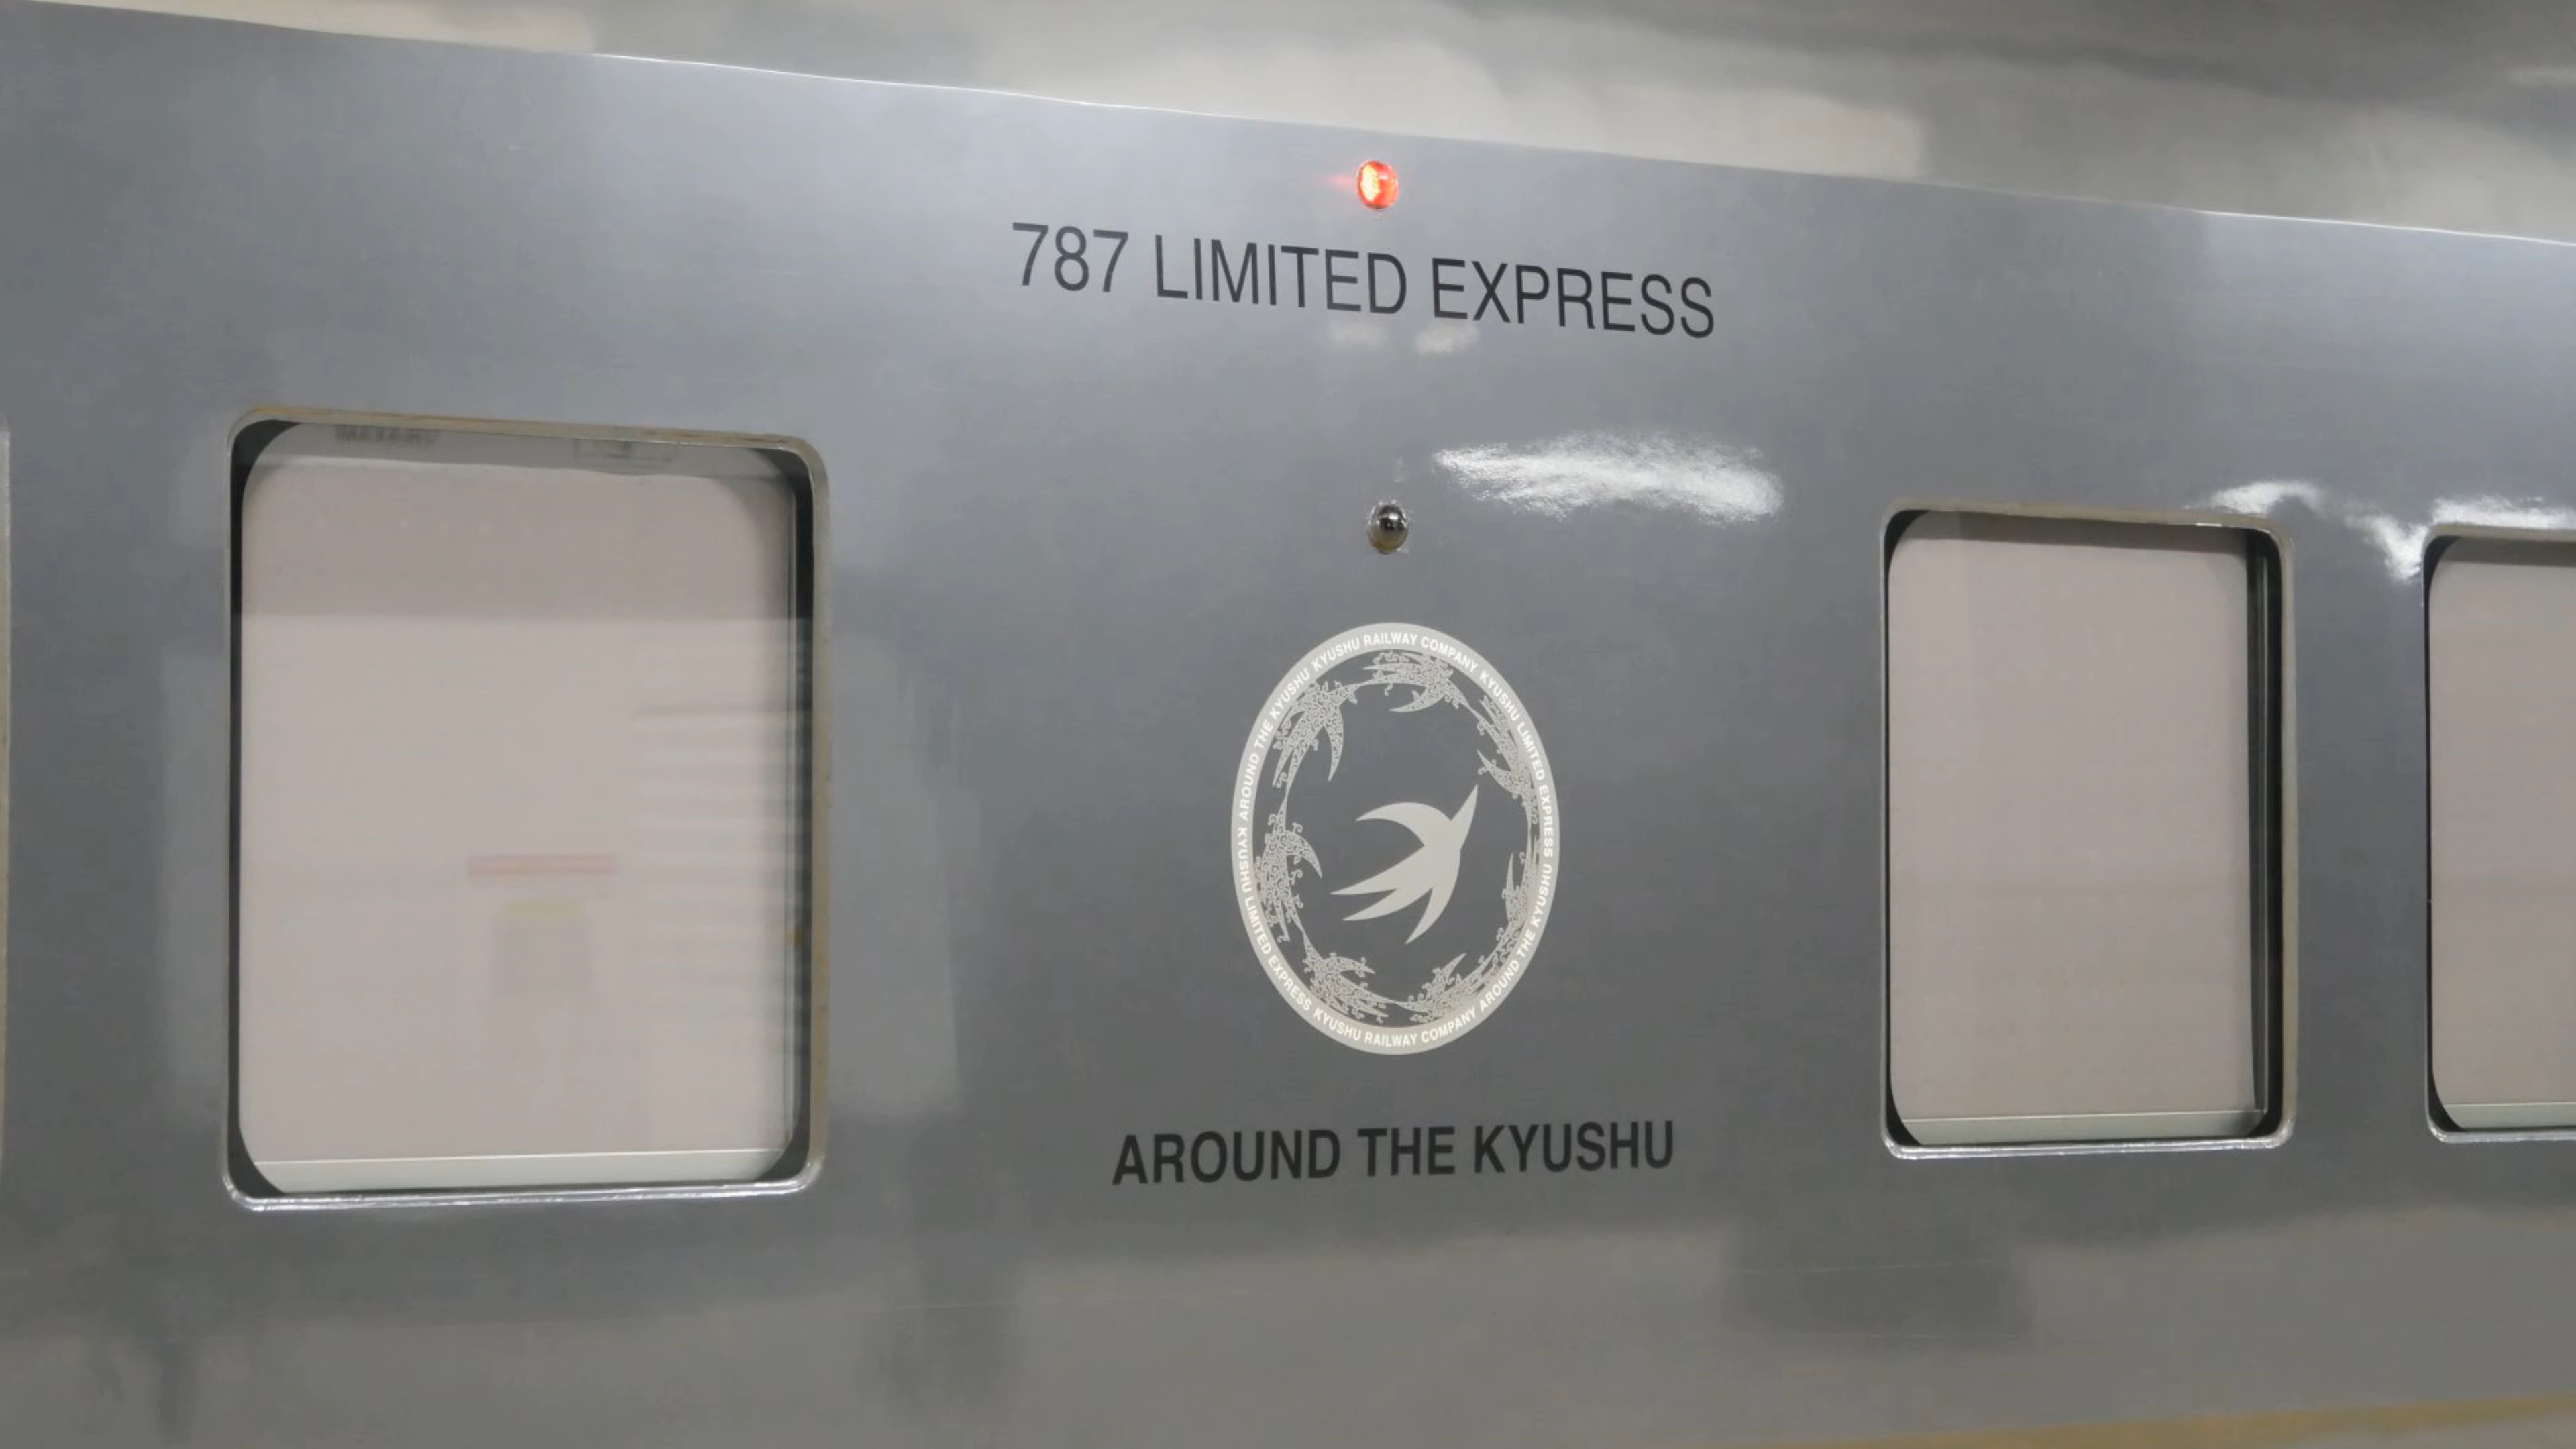 787 LIMITED EXPRESS
KYUSHU RAILWAY COMPANY KYUSHU LIMITED EXPRESS AROUND THE KYUSHU KYUSHU RAILWAY COMPANY KYUSHU LIMITED EXPRESS AROUND THE KYUSHU
AROUND THE KYUSHU